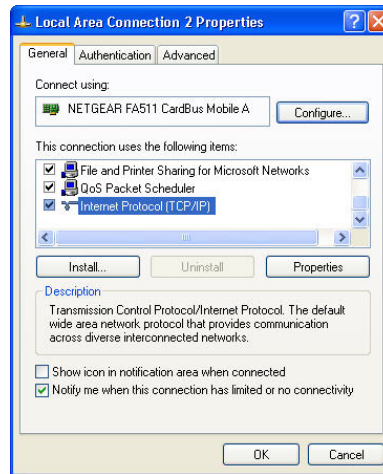 Local Area Connection 2 Properties
General Authentication Advanced
Connect using:
NETGEAR FA511 CardBus Mobile A Configure...
This connection uses the following items:
File and Printer Sharing for Microsoft Networks
QoS Packet Scheduler
Internet Protocol (TCP/IP)
Install... Uninstall Properties
Description
Transmission Control Protocol/Internet Protocol. The default
wide area network protocol that provides communication
across diverse interconnected networks.
Show icon in notification area when connected
Notify me when this connection has limited or no connectivity
OK Cancel